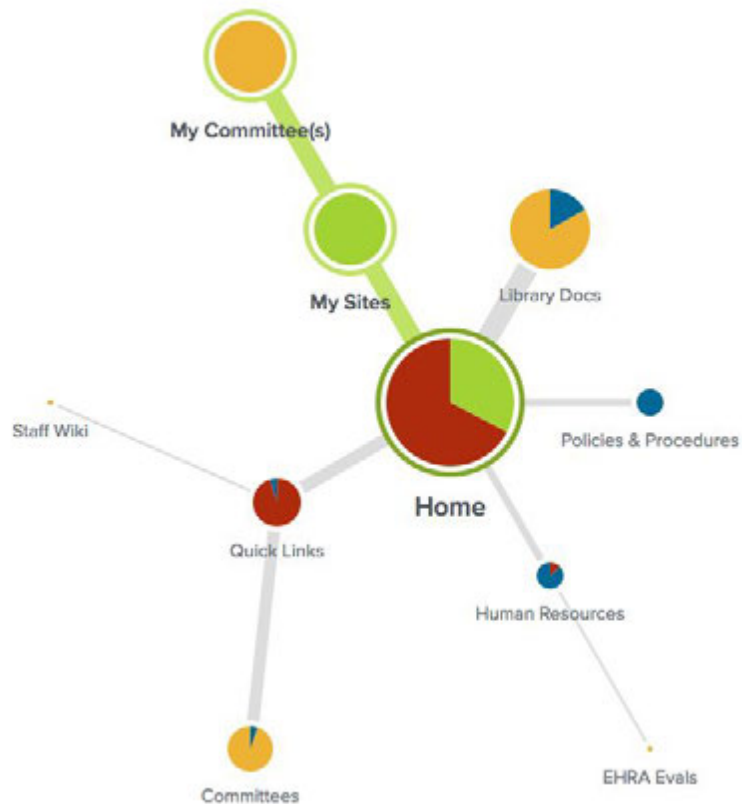 My Committee(s)
My Sites
Library Docs
Staff Wiki
Policies & Procedures
Home
Quick Links
Human Resources
EHRA Evals
Committees